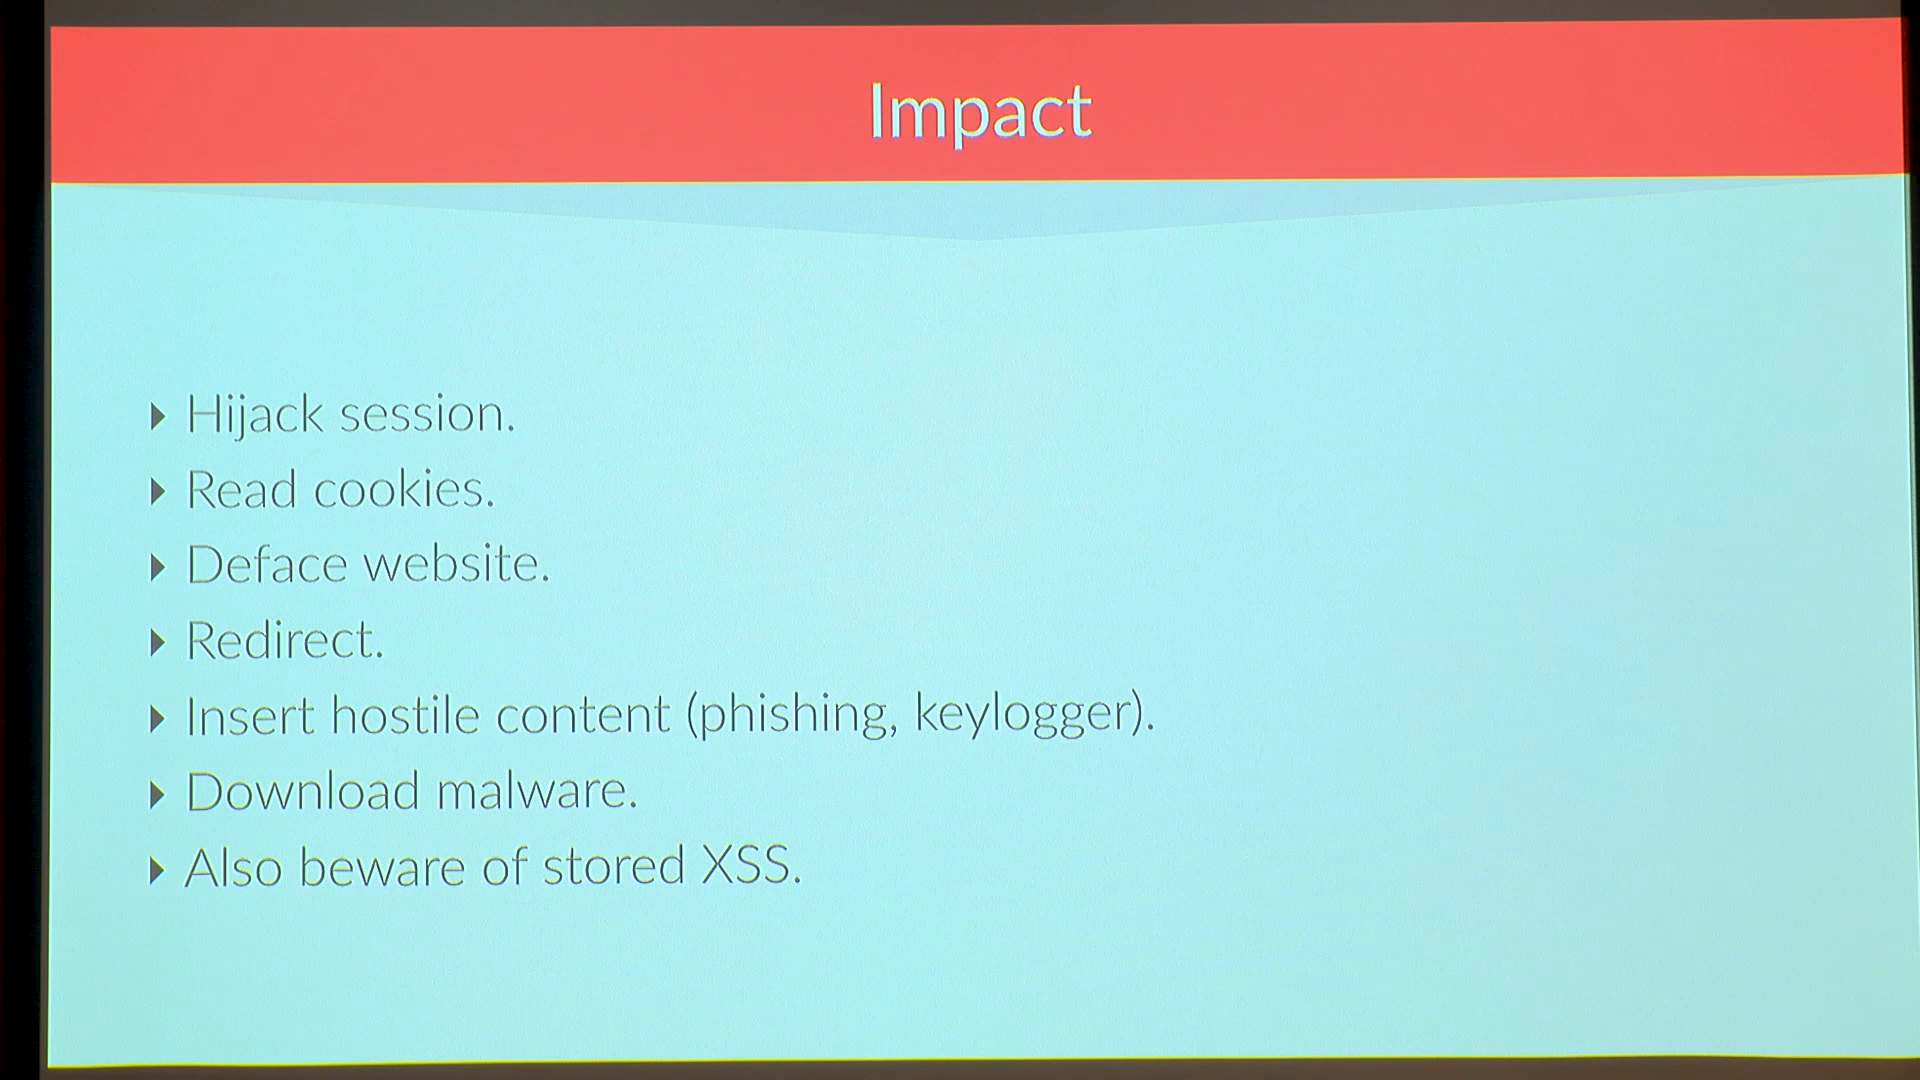 Impact
Hijack session.
Read cookies.
Deface website.
Redirect.
Insert hostile content (phishing, keylogger).
Download malware.
Also beware of stored XSS.